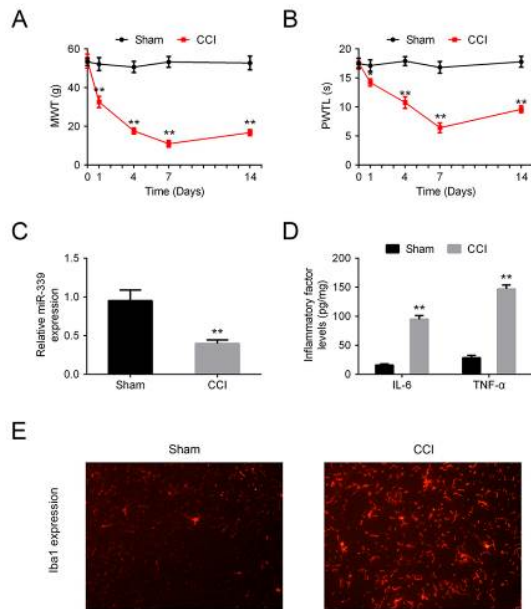 A
Sham CCI
MWT (g)
60
40
20
0
**
**
**
**
0 1 4 7 14
Time (Days)
B
Sham CCI
PWTL (s)
20
15
10
5
0
*
**
**
**
0 1 4 7 14
Time (Days)
C
Relative miR-339
expression
1.5
1.0
0.5
0.0
**
Sham CCI
D
Sham CCI
Inflammatory factor
levels (pg/mg)
200
150
100
50
0
**
**
IL-6 TNF-α
E
Sham CCI
Iba1 expression